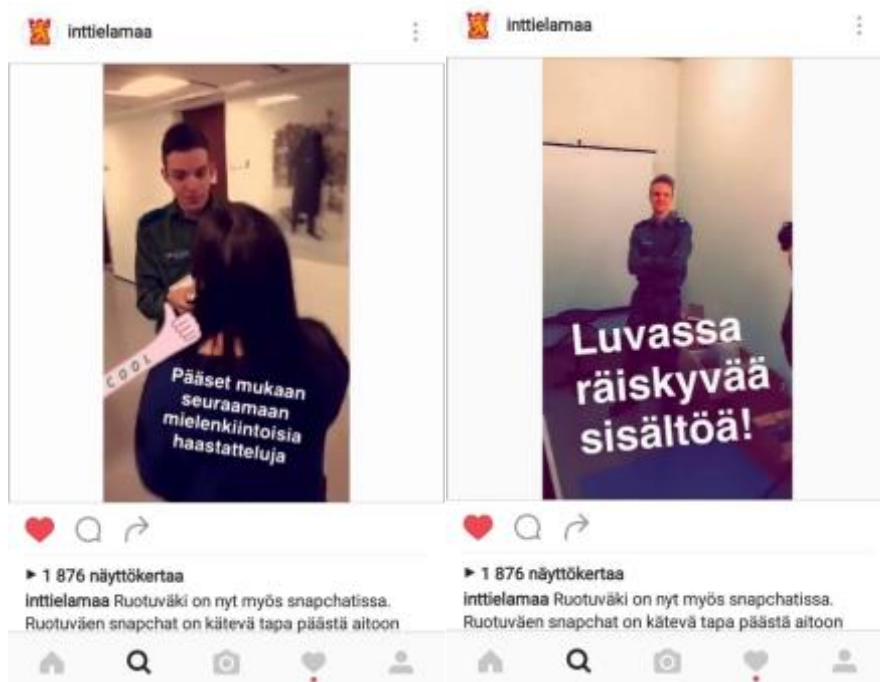 inttielamaa
COOL
Pääset mukaan
seuraamaan
mielenkiintoisia
haastatteluja
1 876 näyttökertaa
inttielamaa Ruotuväki on nyt myös snapchatissa.
Ruotuväen snapchat on kätevä tapa päästä aitoon
inttielamaa
Luvassa
räiskyvää
sisältöä!
1 876 näyttökertaa
inttielamaa Ruotuväki on nyt myös snapchatissa.
Ruotuväen snapchat on kätevä tapa päästä aitoon